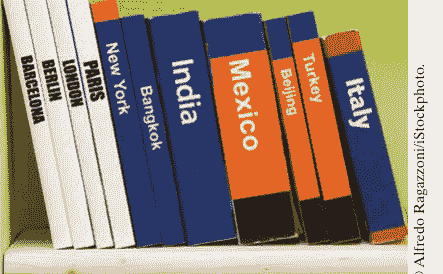 BARCELONA
BERLIN
LONDON
PARIS
New York
Bangkok
India
Mexico
Beijing
Turkey
Italy
© Alfredo Ragazzoni/iStockphoto.